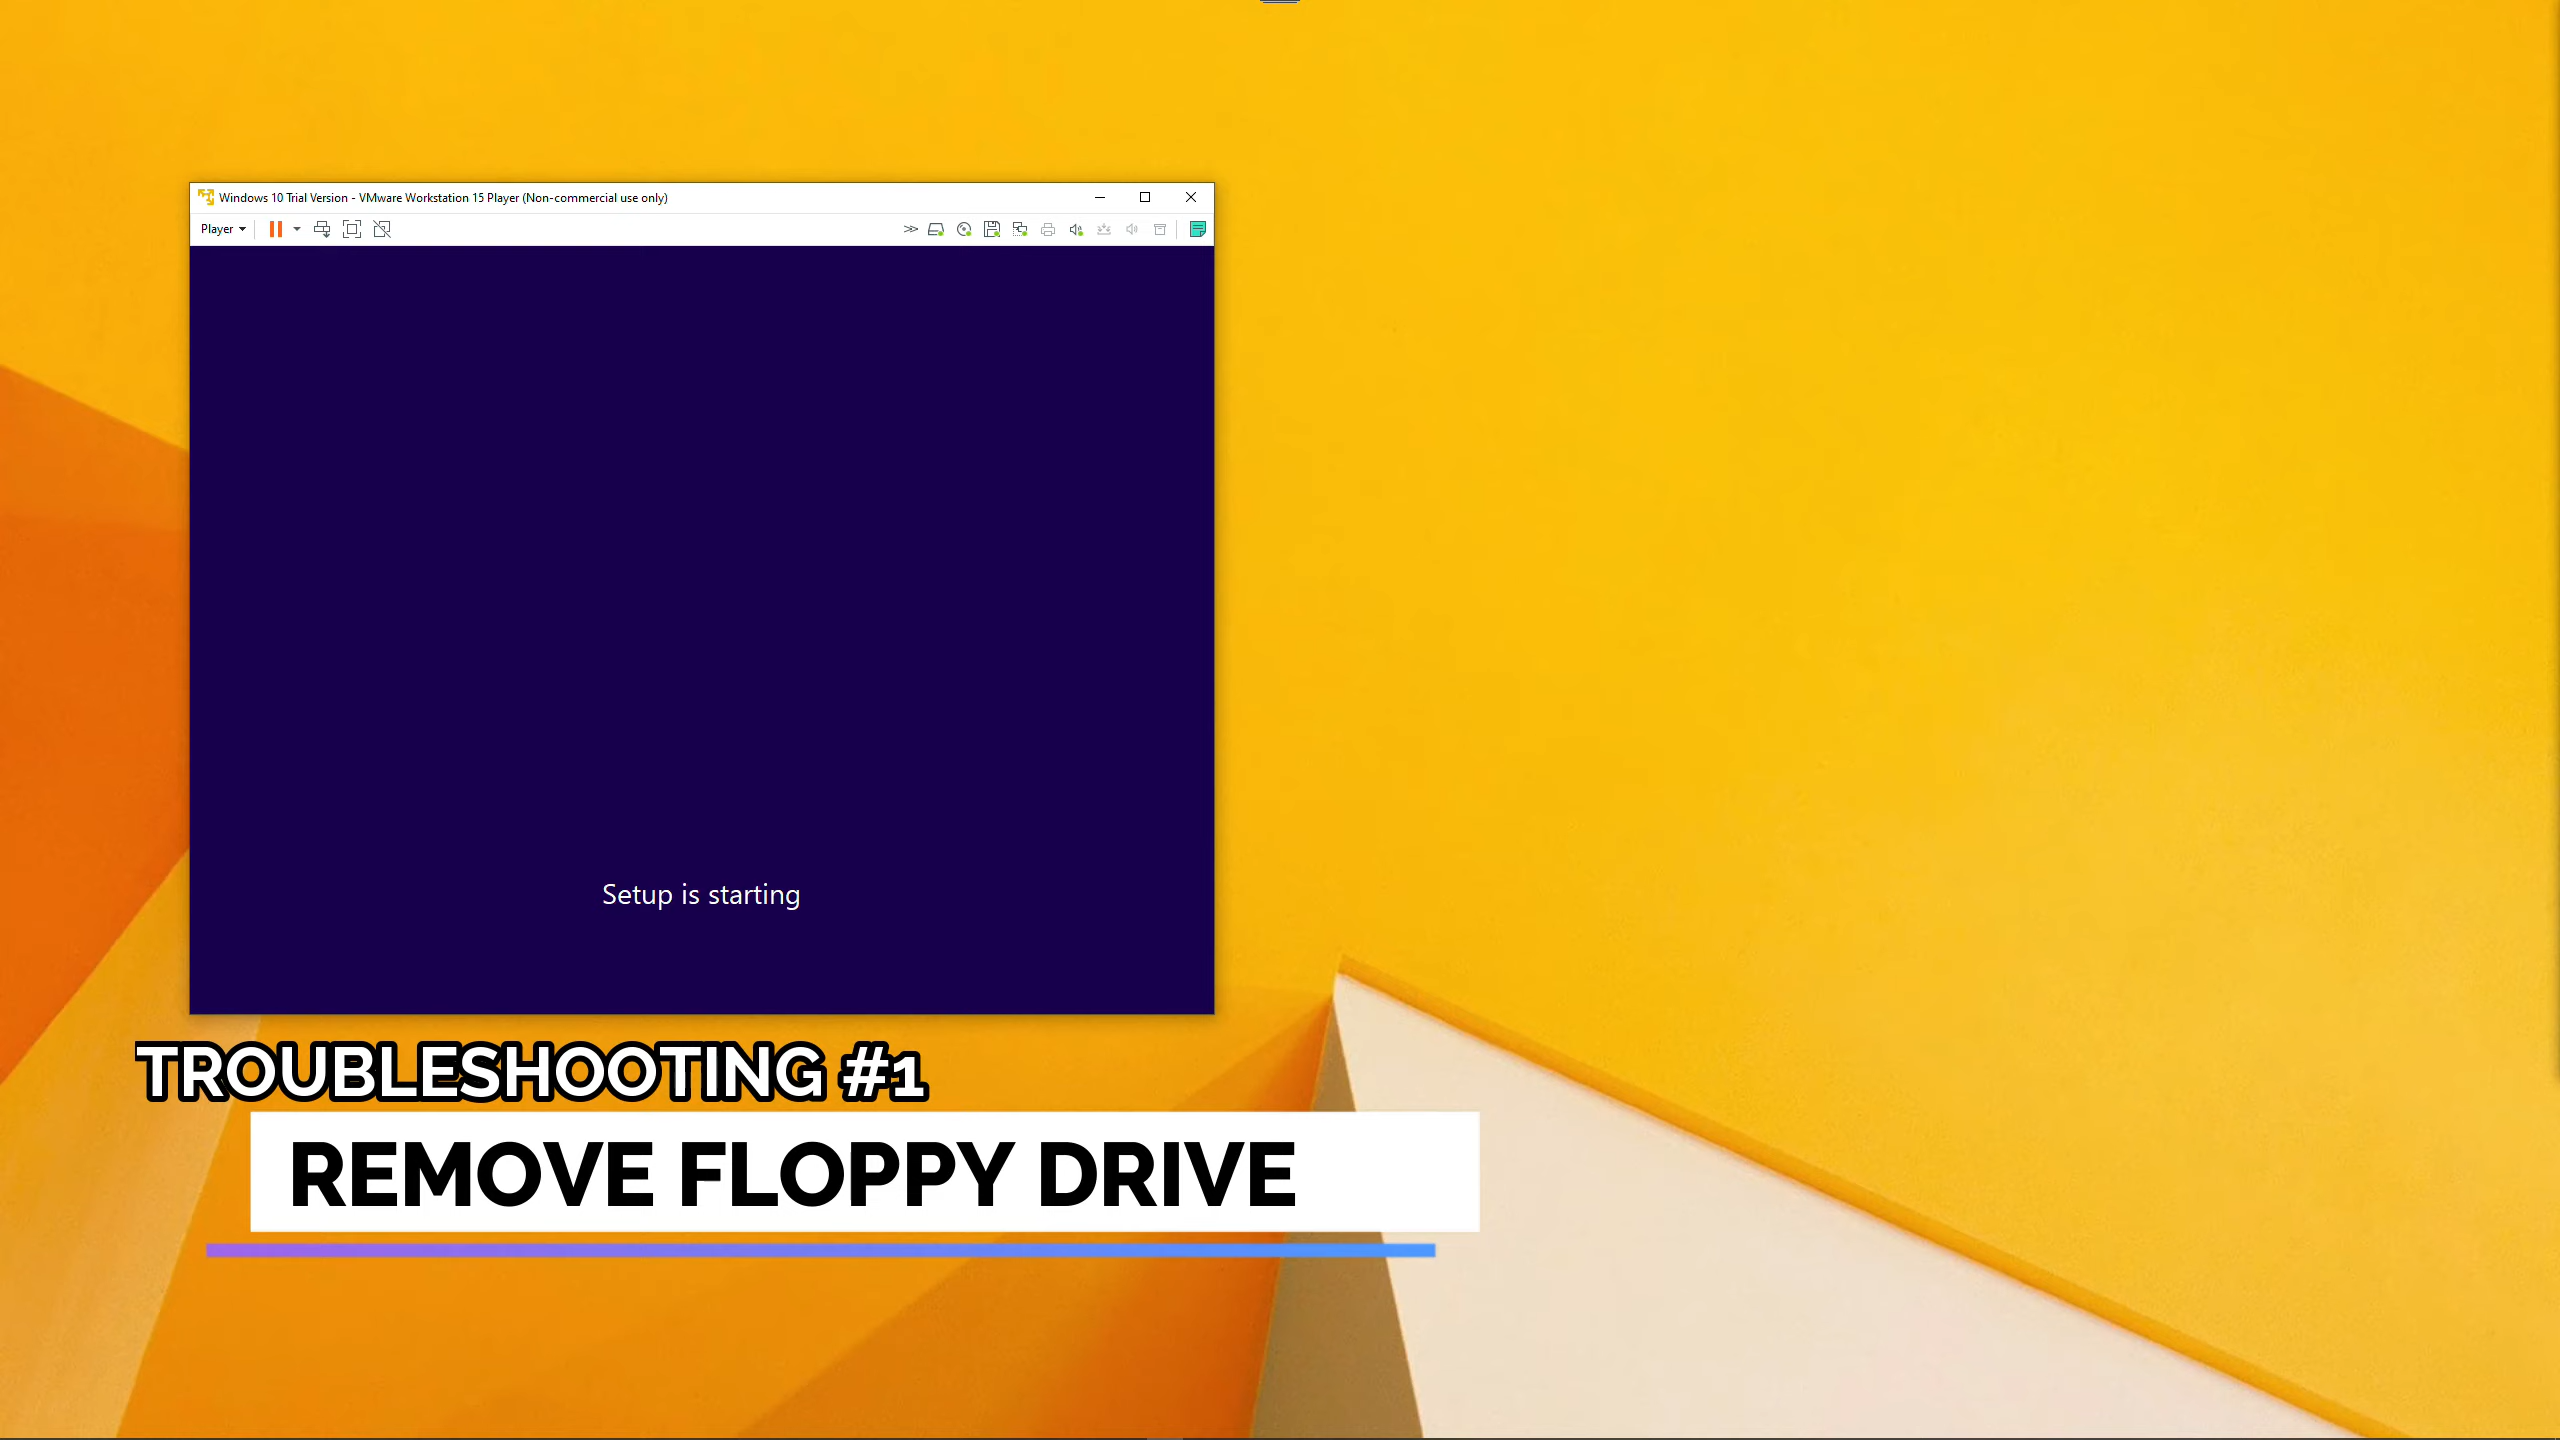 Windows 10 Trial Version - VMware Workstation 15 Player (Non-commercial use only)
Player
Setup is starting
TROUBLESHOOTING #1
REMOVE FLOPPY DRIVE